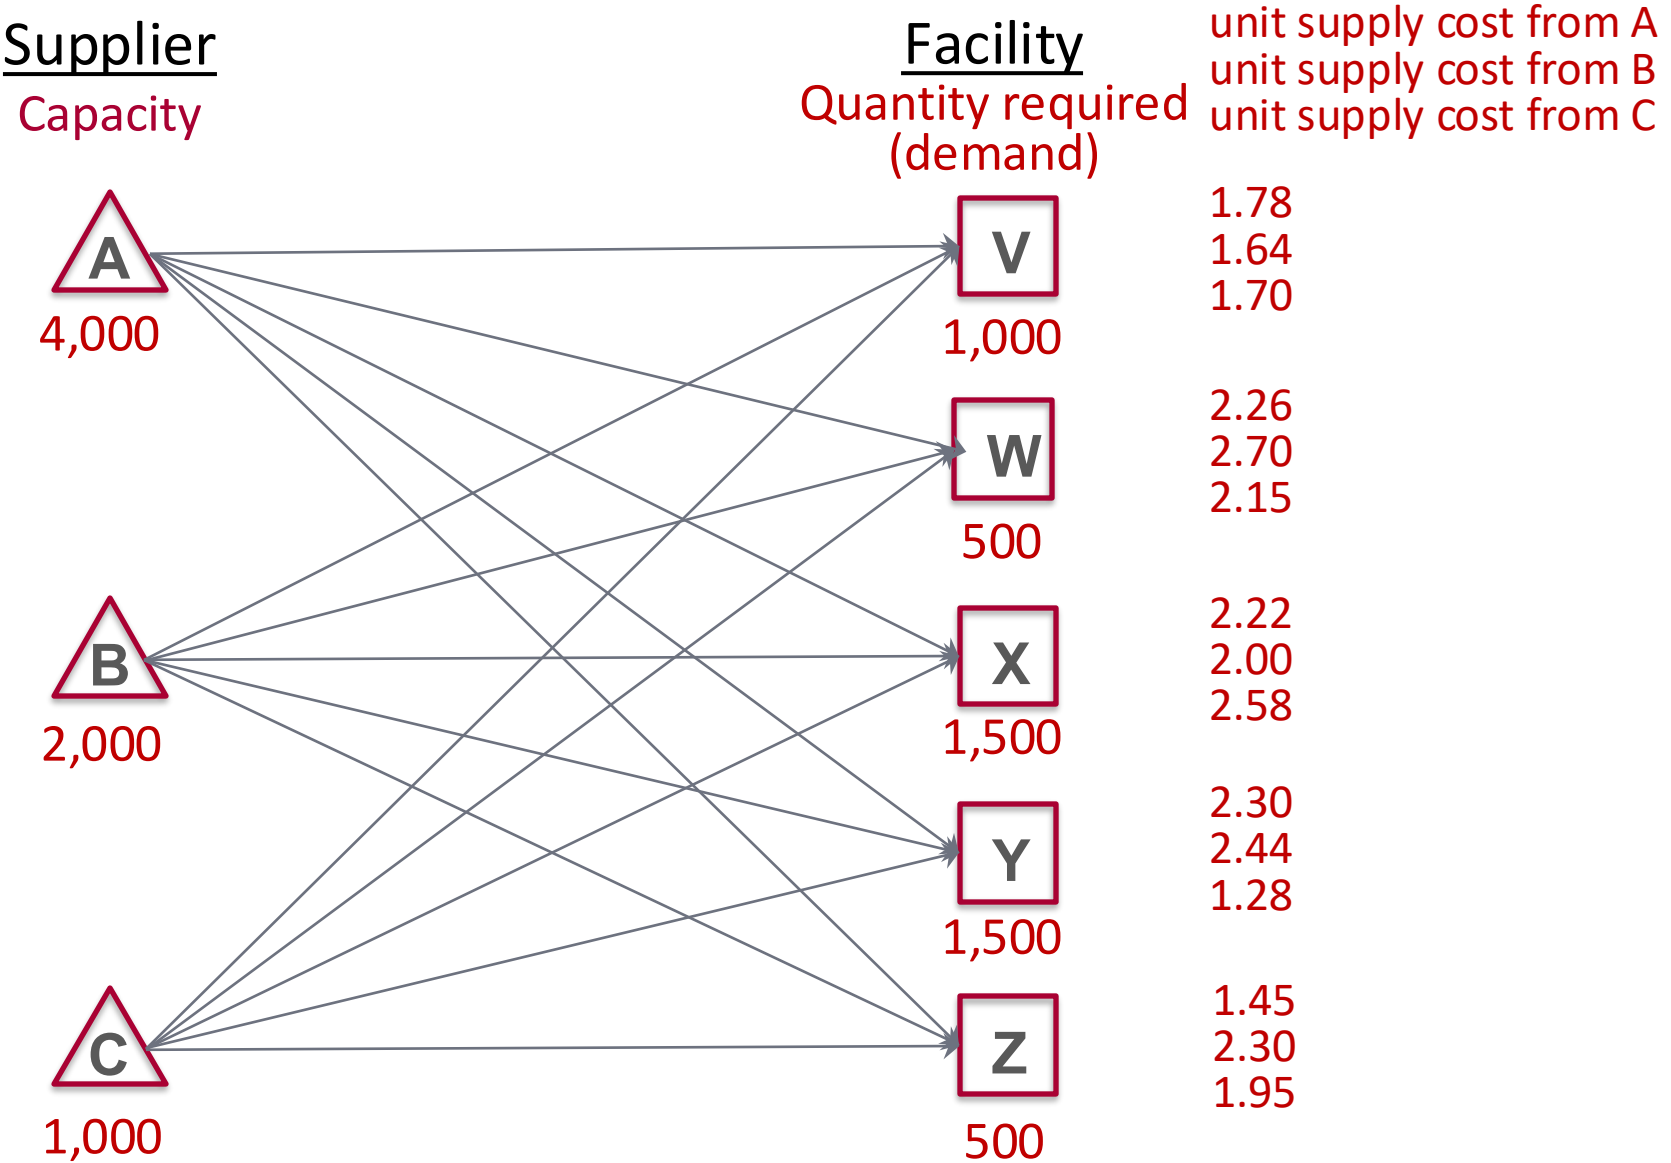 Supplier
Capacity
Facility
Quantity required
(demand)
unit supply cost from A
unit supply cost from B
unit supply cost from C
A
4,000
V
1,000
1.78
1.64
1.70
W
500
2.26
2.70
2.15
B
2,000
X
1,500
2.22
2.00
2.58
Y
1,500
2.30
2.44
1.28
C
1,000
Z
500
1.45
2.30
1.95